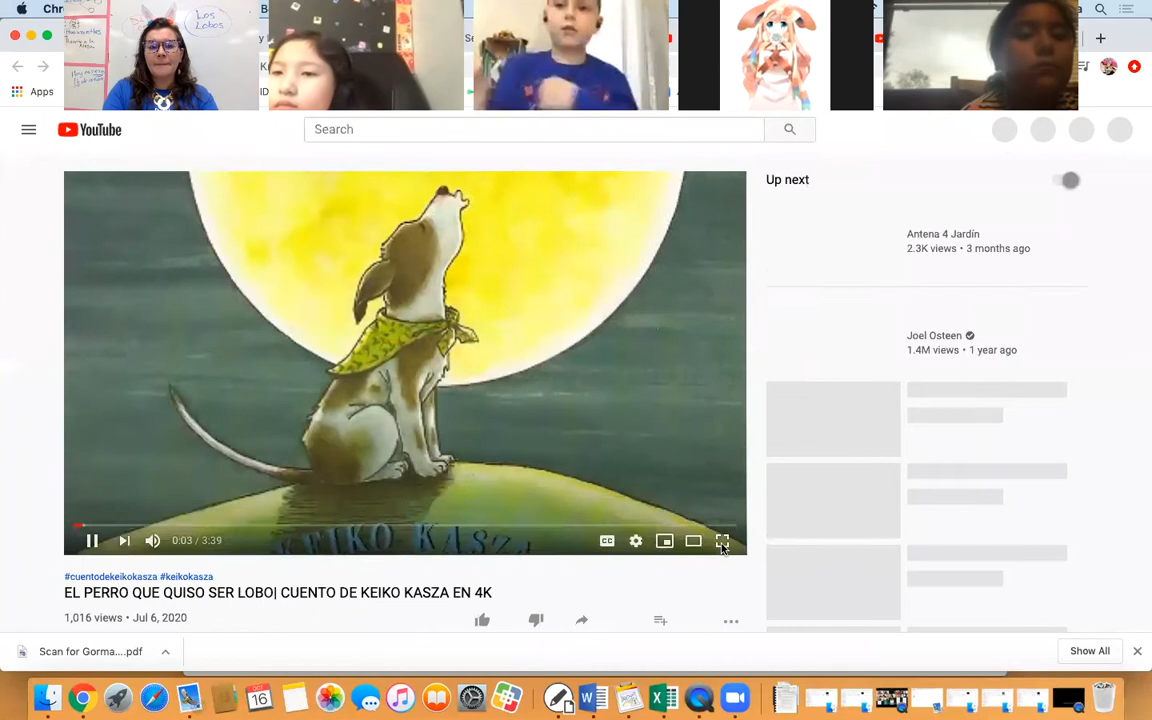 Chr
Los
Lobos
Apps
YouTube
Search
Up next
Antena 4 Jardín
2.3K views • 3 months ago
Joel Osteen
1.4M views • 1 year ago
KEIKO KASZA
0:03 / 3:39
CC
#cuentodekeikokasza #keikokasza
EL PERRO QUE QUISO SER LOBO| CUENTO DE KEIKO KASZA EN 4K
1,016 views • Jul 6, 2020
Scan for Gorma....pdf
Show All
OCT
16